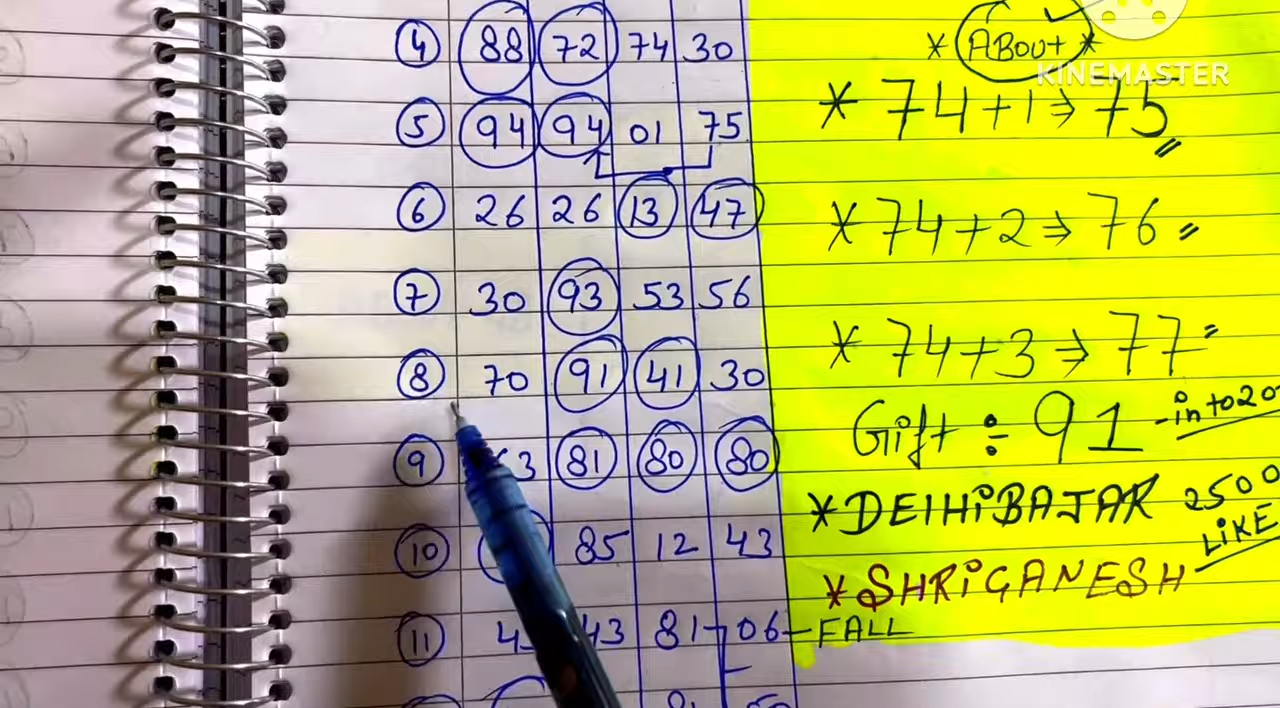 4 88 72 74 30
5 94 94 01 75
6 26 26 13 47
7 30 93 53 56
8 70 91 41 30
9 81 80 80
10 85 12 43
11 43 81 06 - FALL
* ABout *
KINEMASTER
* 74+1⇒75
* 74+2⇒76
* 74+3⇒77
Gift ÷ 91 - into20
* DElHiBAJAR 2500
LiKE
* SHRiGANESH